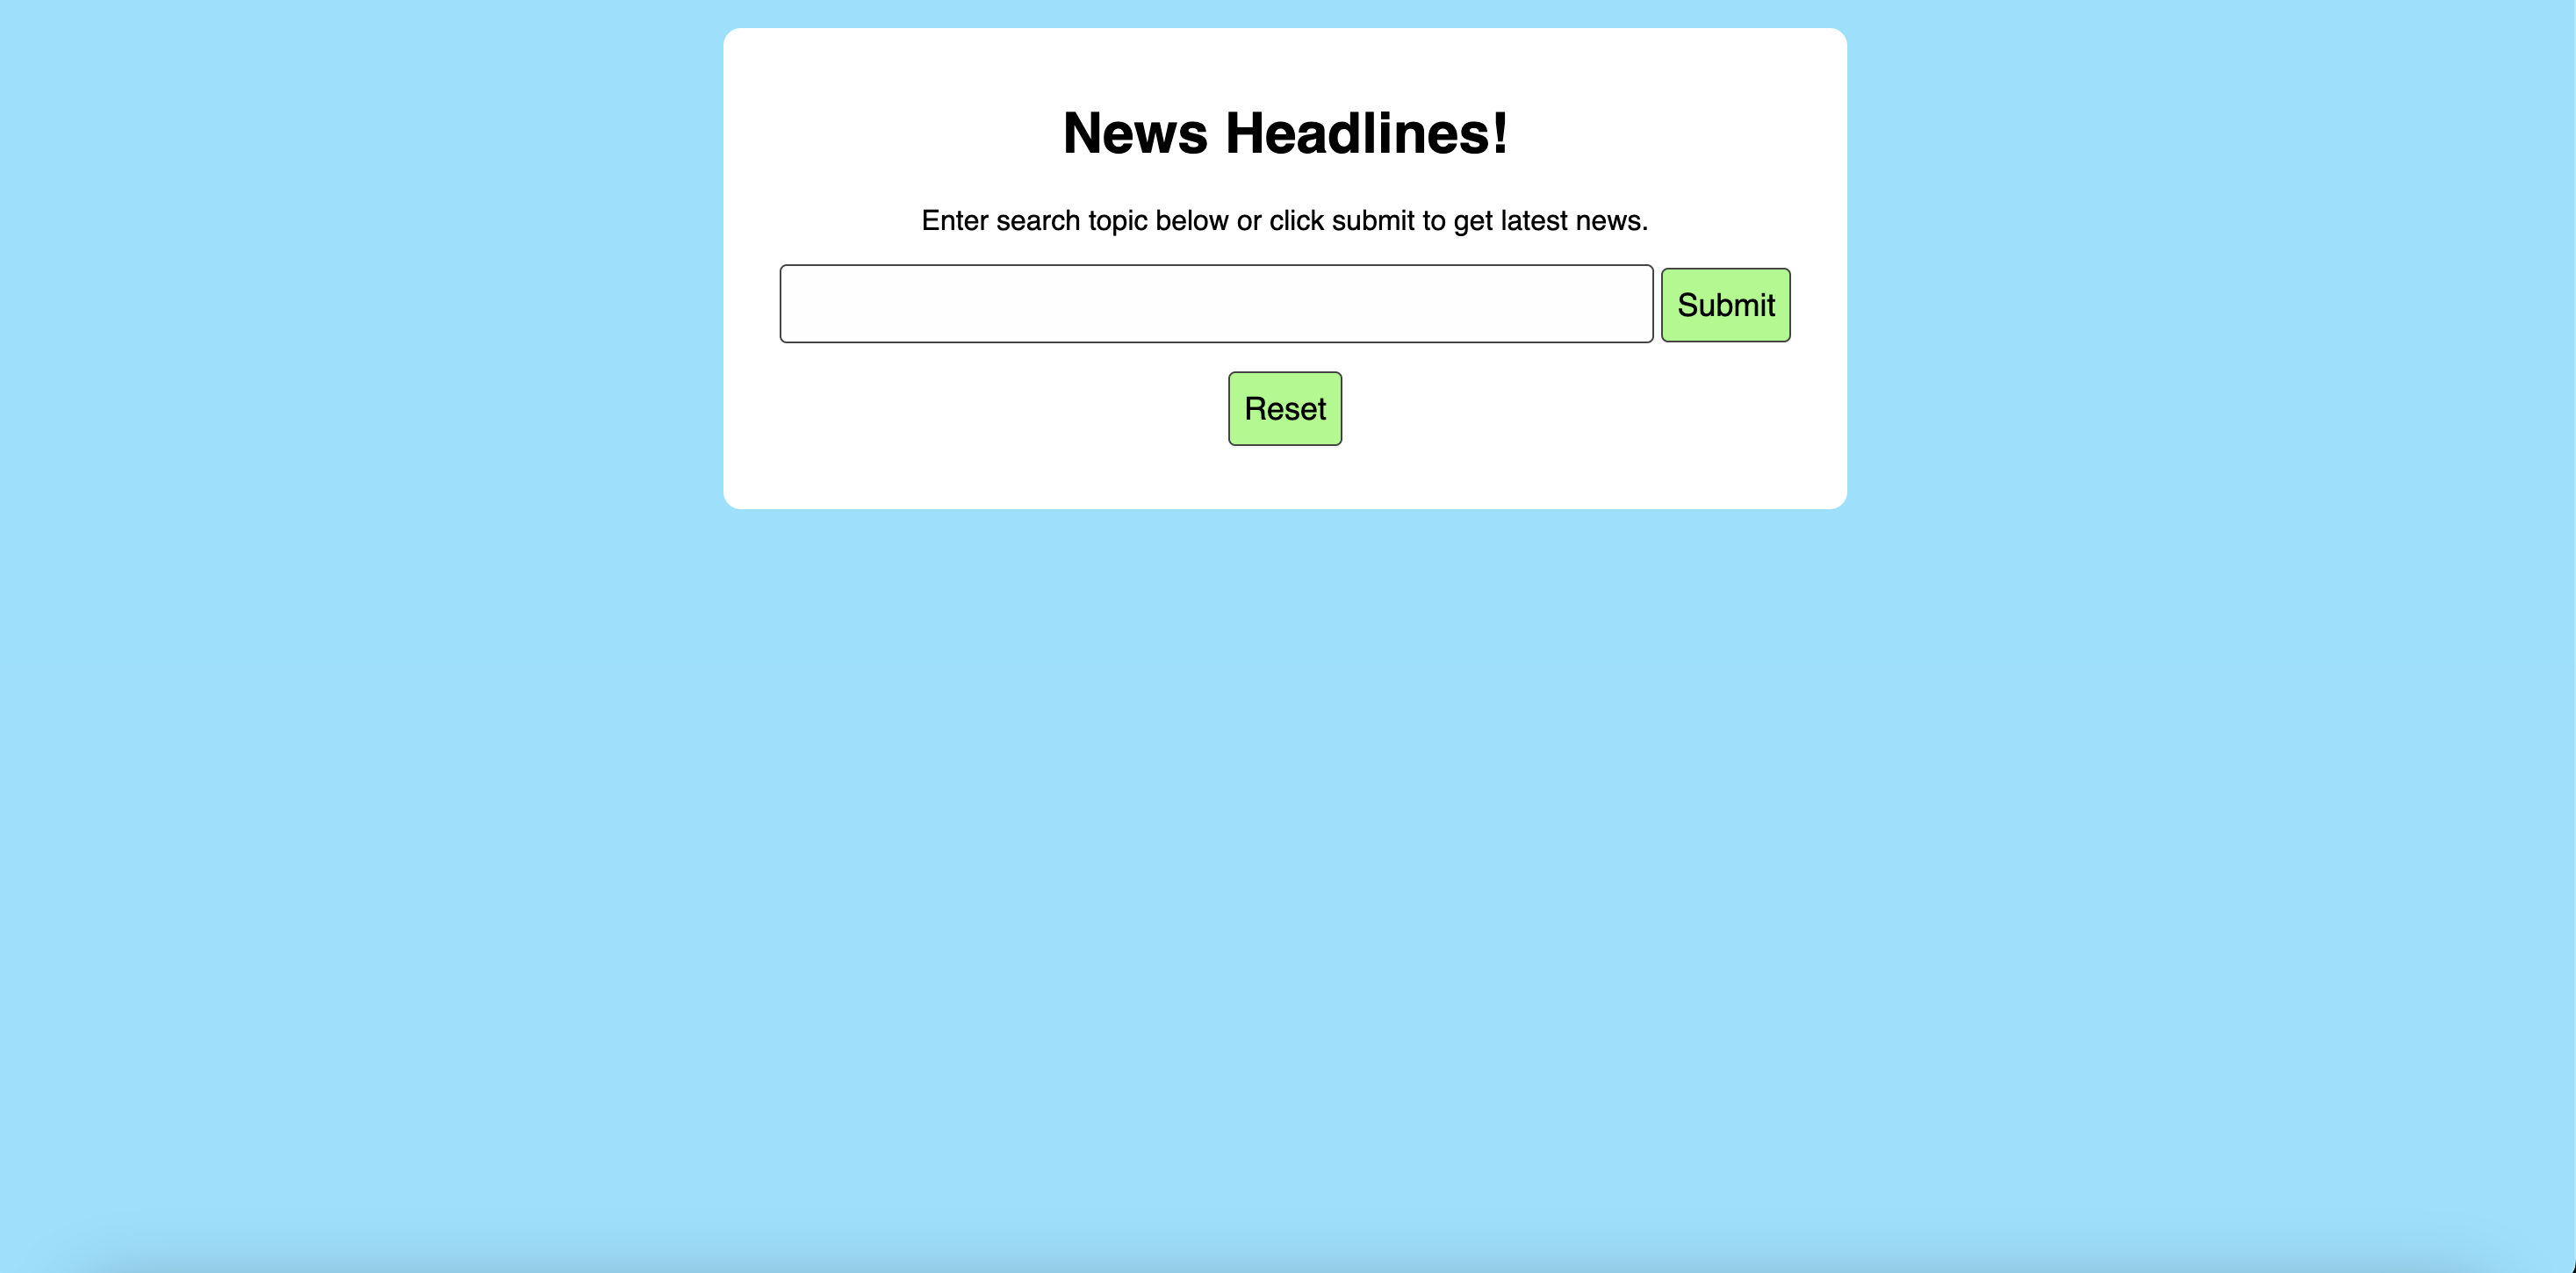 News Headlines!
Enter search topic below or click submit to get latest news.
Submit
Reset